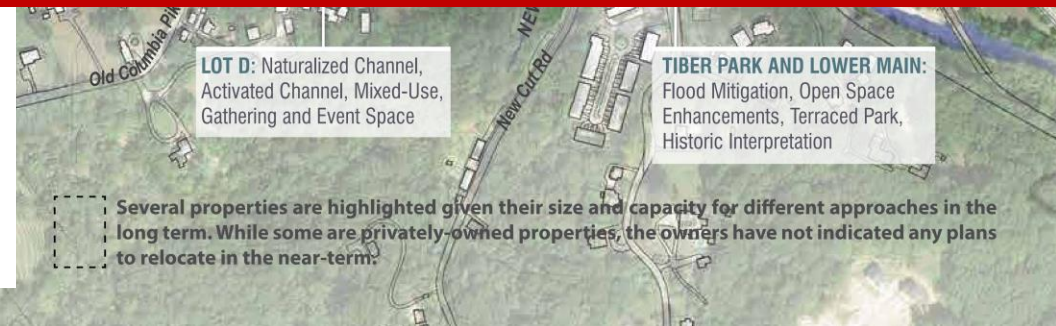 Old Columbia Pik
LOT D: Naturalized Channel,
Activated Channel, Mixed-Use,
Gathering and Event Space
New Cut Rd
NEW
TIBER PARK AND LOWER MAIN:
Flood Mitigation, Open Space
Enhancements, Terraced Park,
Historic Interpretation
Several properties are highlighted given their size and capacity for different approaches in the
long term. While some are privately-owned properties, the owners have not indicated any plans
to relocate in the near-term.